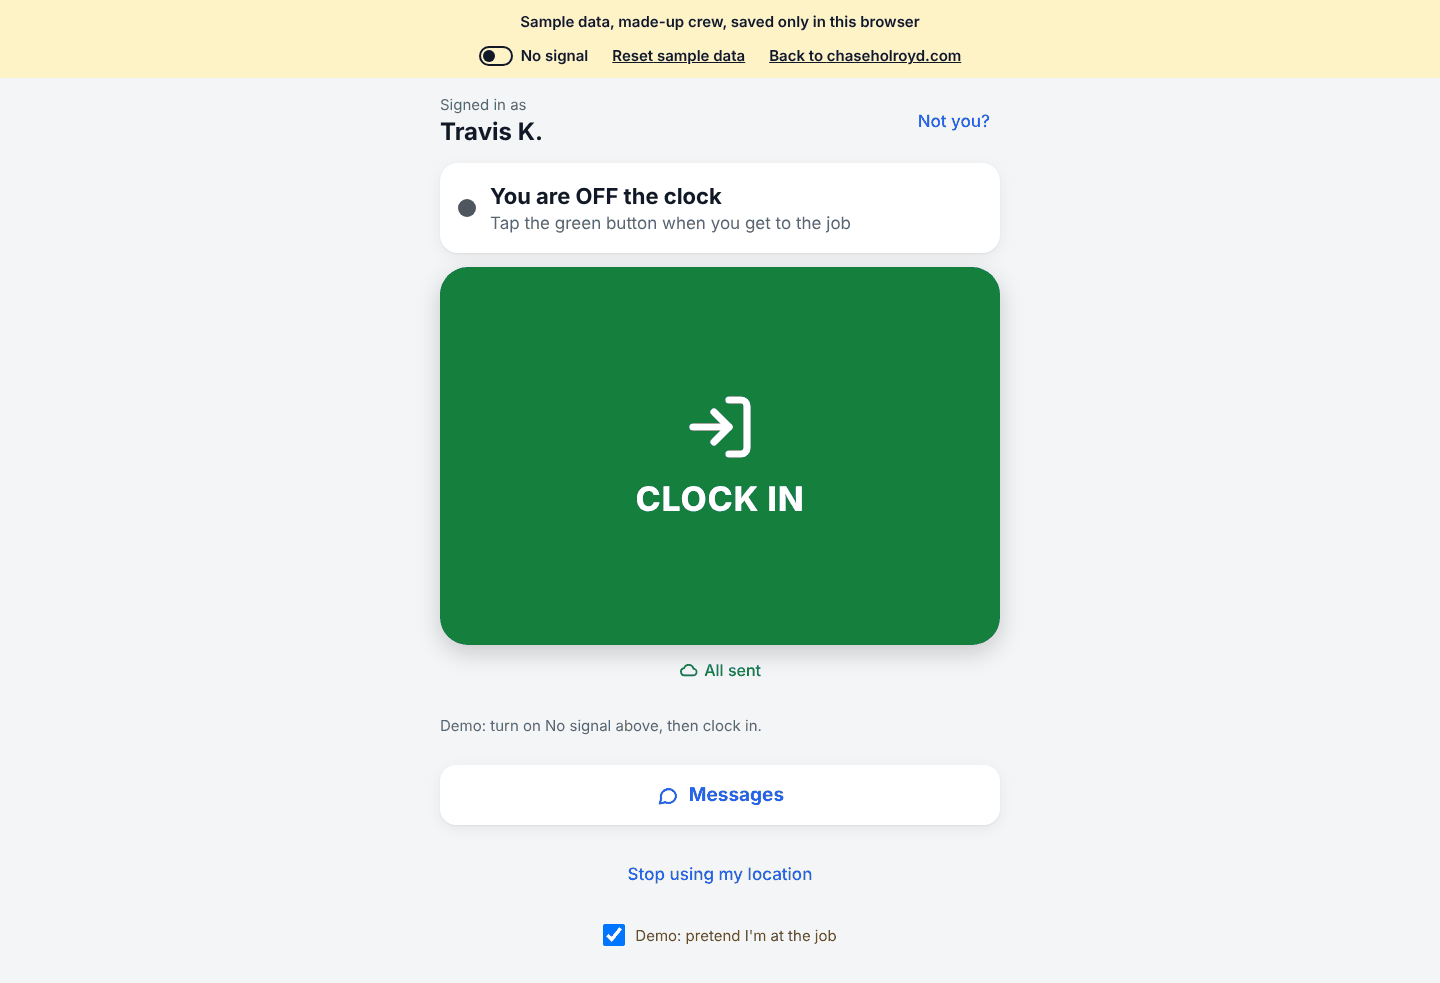 Sample data, made-up crew, saved only in this browser
No signal Reset sample data Back to chaseholroyd.com
Signed in as
Travis K.
Not you?
You are OFF the clock
Tap the green button when you get to the job
CLOCK IN
All sent
Demo: turn on No signal above, then clock in.
Messages
Stop using my location
Demo: pretend I'm at the job